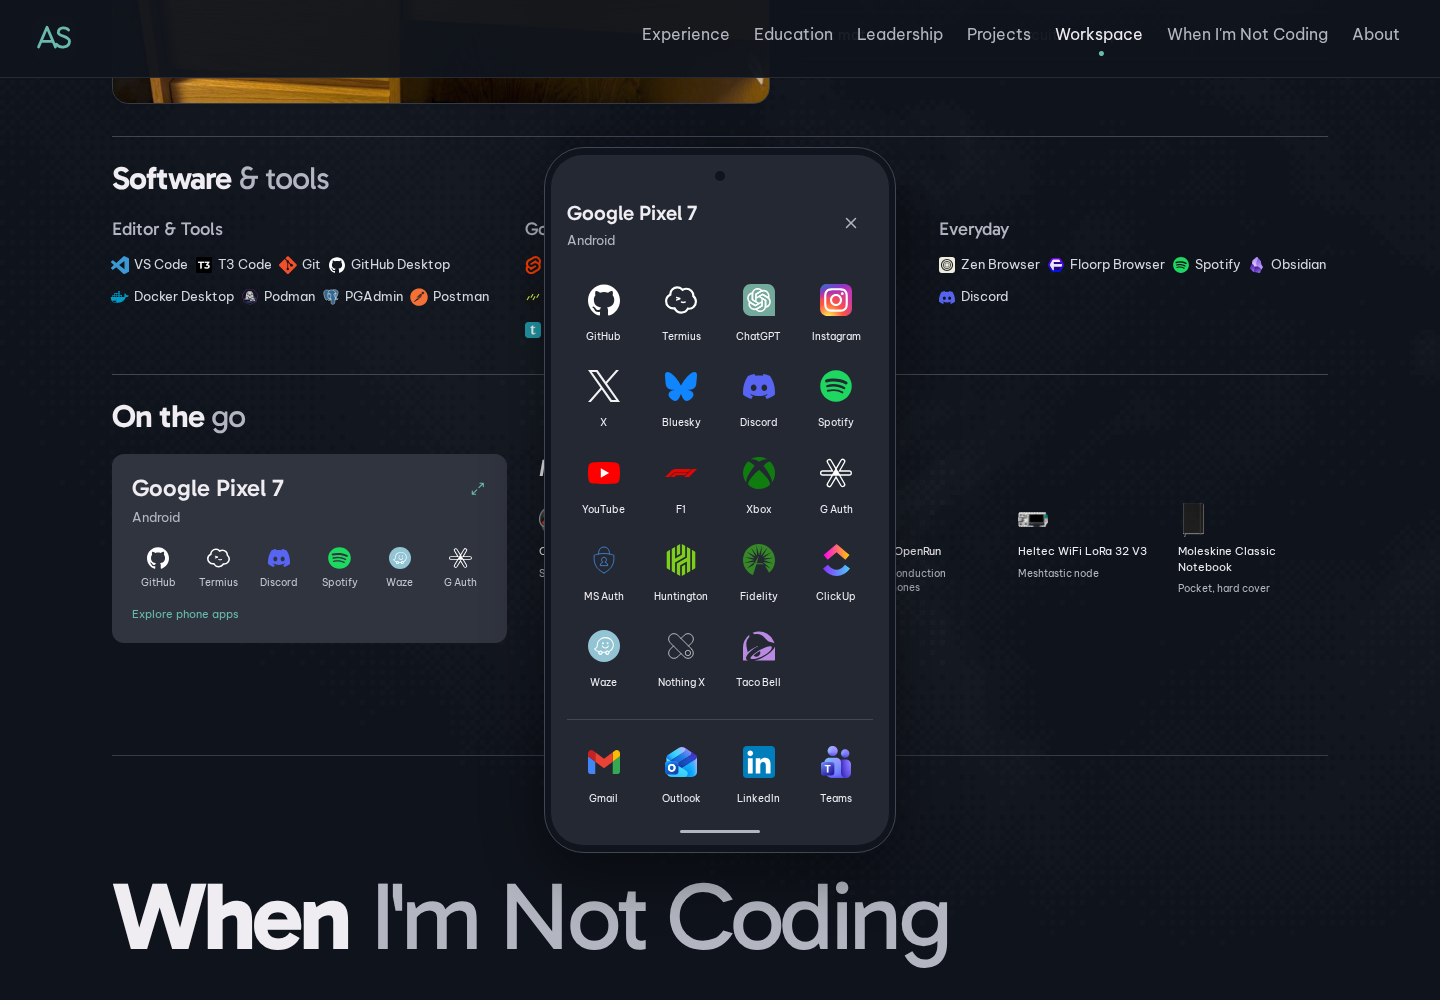 AS
Experience
Education
Leadership
Projects
Workspace
When I'm Not Coding
About
Software & tools
Editor & Tools
VS Code
T3 Code
Git
GitHub Desktop
Docker Desktop
Podman
PGAdmin
Postman
Everyday
Zen Browser
Floorp Browser
Spotify
Obsidian
Discord
On the go
Google Pixel 7
Android
GitHub
Termius
Discord
Spotify
Waze
G Auth
Explore phone apps
Google Pixel 7
Android
GitHub
Termius
ChatGPT
Instagram
X
Bluesky
Discord
Spotify
YouTube
F1
Xbox
G Auth
MS Auth
Huntington
Fidelity
ClickUp
Waze
Nothing X
Taco Bell
Gmail
Outlook
LinkedIn
Teams
OpenRun
Heltec WiFi LoRa 32 V3
Meshtastic node
Moleskine Classic
Notebook
Pocket, hard cover
When I'm Not Coding